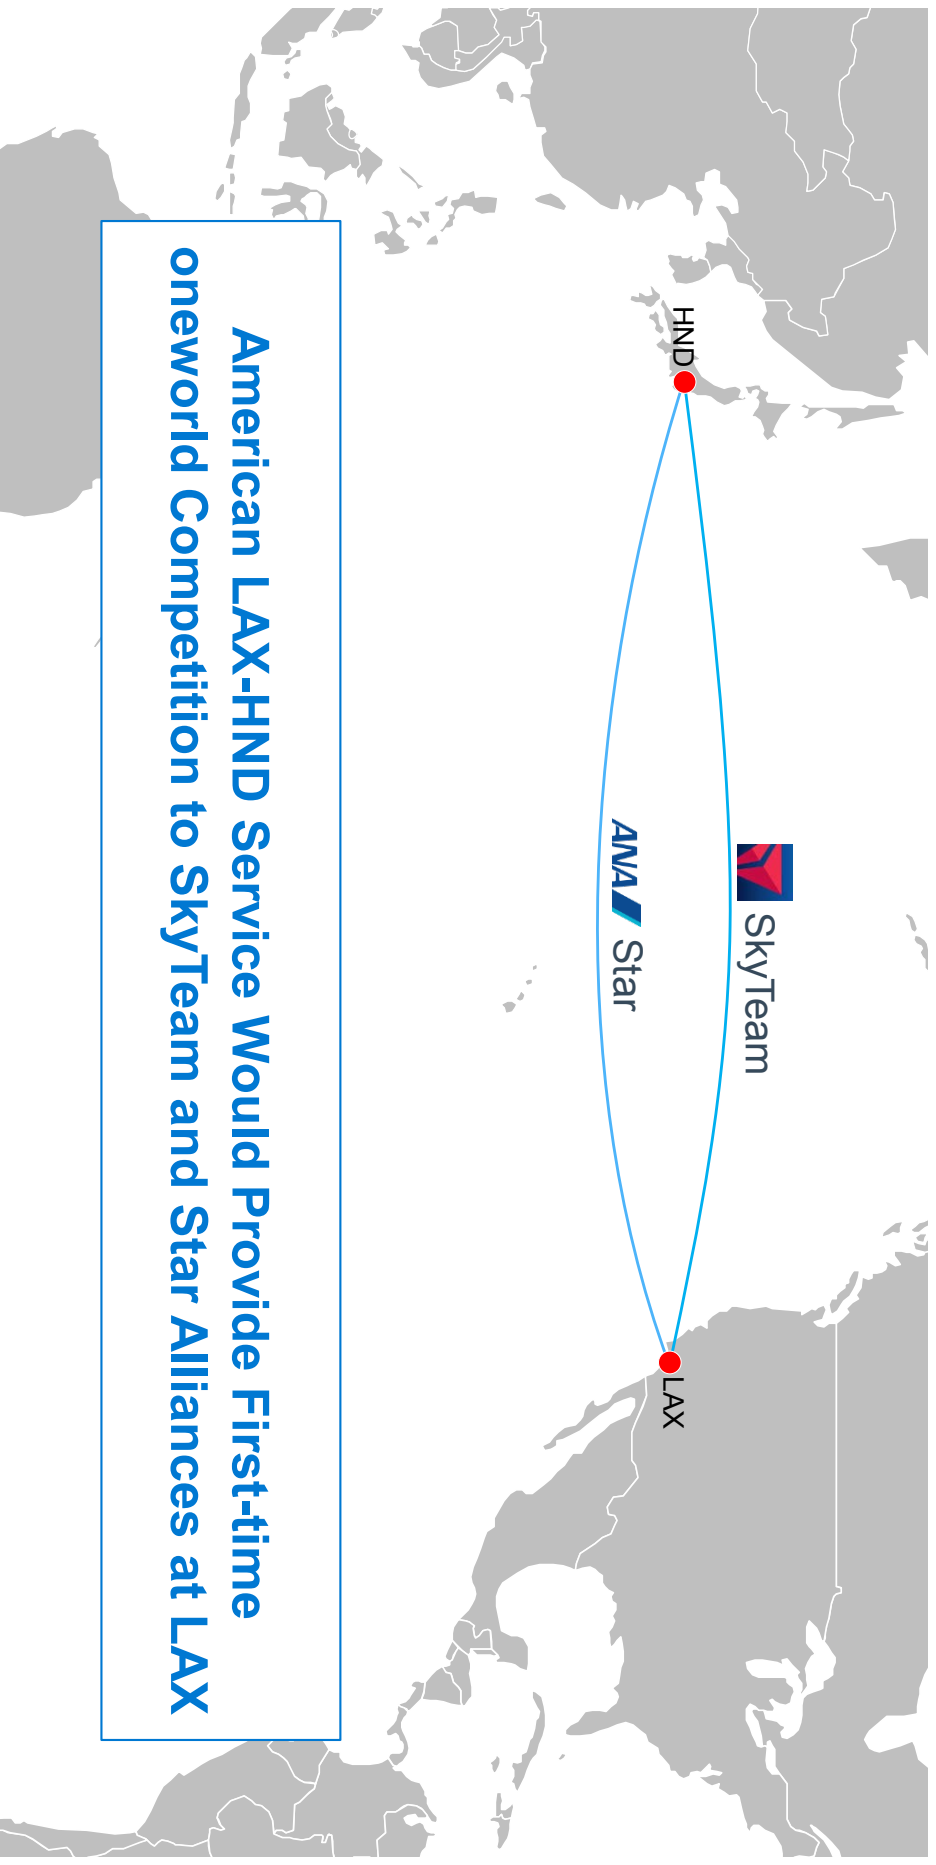 SkyTeam
HND
ANA Star
LAX
American LAX-HND Service Would Provide First-time
oneworld Competition to SkyTeam and Star Alliances at LAX